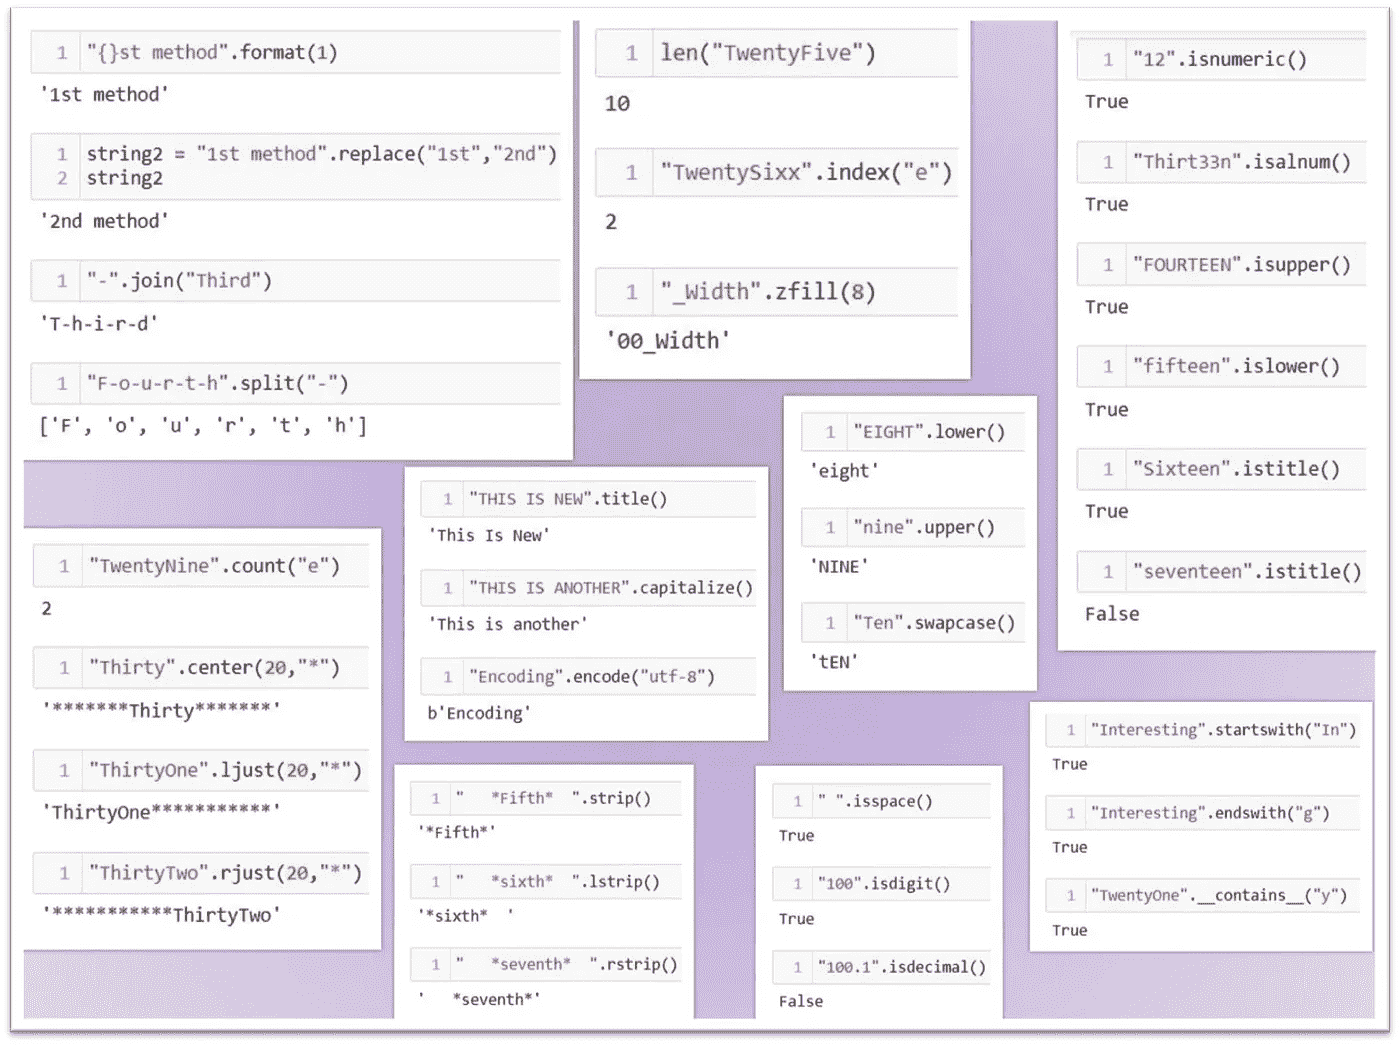 1 "{}st method".format(1)
'1st method'
1 string2 = "1st method".replace("1st","2nd")
2 string2
'2nd method'
1 "-".join("Third")
'T-h-i-r-d'
1 "F-o-u-r-t-h".split("-")
['F', 'o', 'u', 'r', 't', 'h']
1 len("TwentyFive")
10
1 "TwentySixx".index("e")
2
1 "_Width".zfill(8)
'00_Width'
1 "12".isnumeric()
True
1 "Thirt33n".isalnum()
True
1 "FOURTEEN".isupper()
True
1 "fifteen".islower()
True
1 "Sixteen".istitle()
True
1 "seventeen".istitle()
False
1 "EIGHT".lower()
'eight'
1 "nine".upper()
'NINE'
1 "Ten".swapcase()
'tEN'
1 "THIS IS NEW".title()
'This Is New'
1 "THIS IS ANOTHER".capitalize()
'This is another'
1 "Encoding".encode("utf-8")
b'Encoding'
1 "TwentyNine".count("e")
2
1 "Thirty".center(20,"*")
'*******Thirty*******'
1 "ThirtyOne".ljust(20,"*")
'ThirtyOne***********'
1 "ThirtyTwo".rjust(20,"*")
'***********ThirtyTwo'
1 "   *Fifth*  ".strip()
'*Fifth*'
1 "   *sixth*  ".lstrip()
'*sixth*  '
1 "   *seventh*  ".rstrip()
'   *seventh*'
1 " ".isspace()
True
1 "100".isdigit()
True
1 "100.1".isdecimal()
False
1 "Interesting".startswith("In")
True
1 "Interesting".endswith("g")
True
1 "TwentyOne".__contains__("y")
True